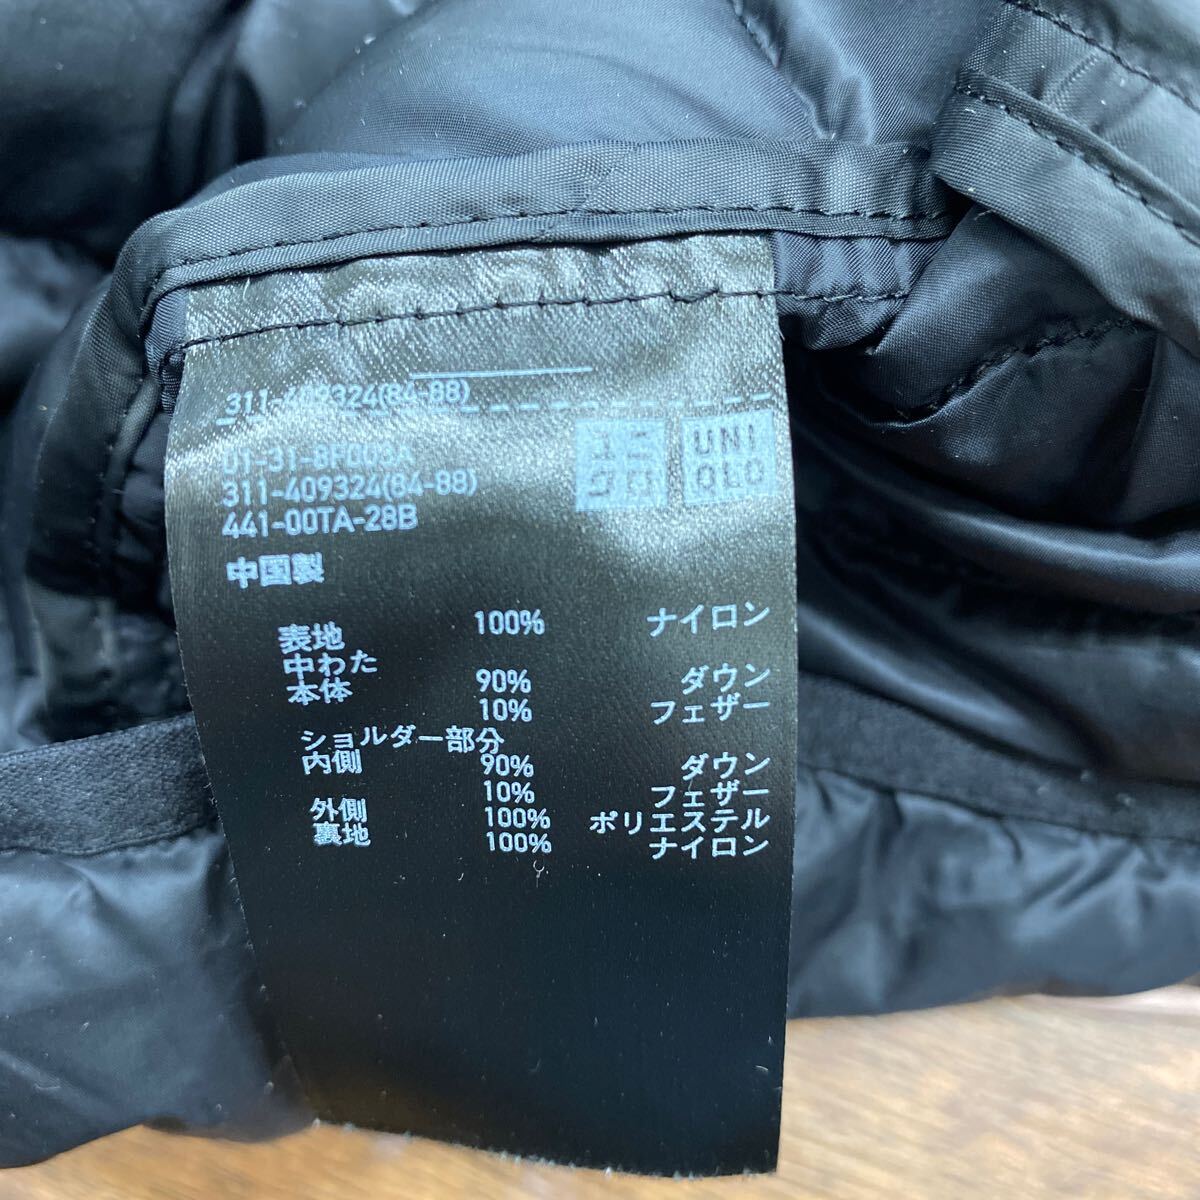 311-409324(84-88)
ユニ
クロ
UNI
QLO
01-31-8F003A
311-409324(84-88)
441-00TA-28B
中国製
表地 100% ナイロン
中わた
本体 90% ダウン
10% フェザー
ショルダー部分
内側 90% ダウン
10% フェザー
外側 100% ポリエステル
裏地 100% ナイロン